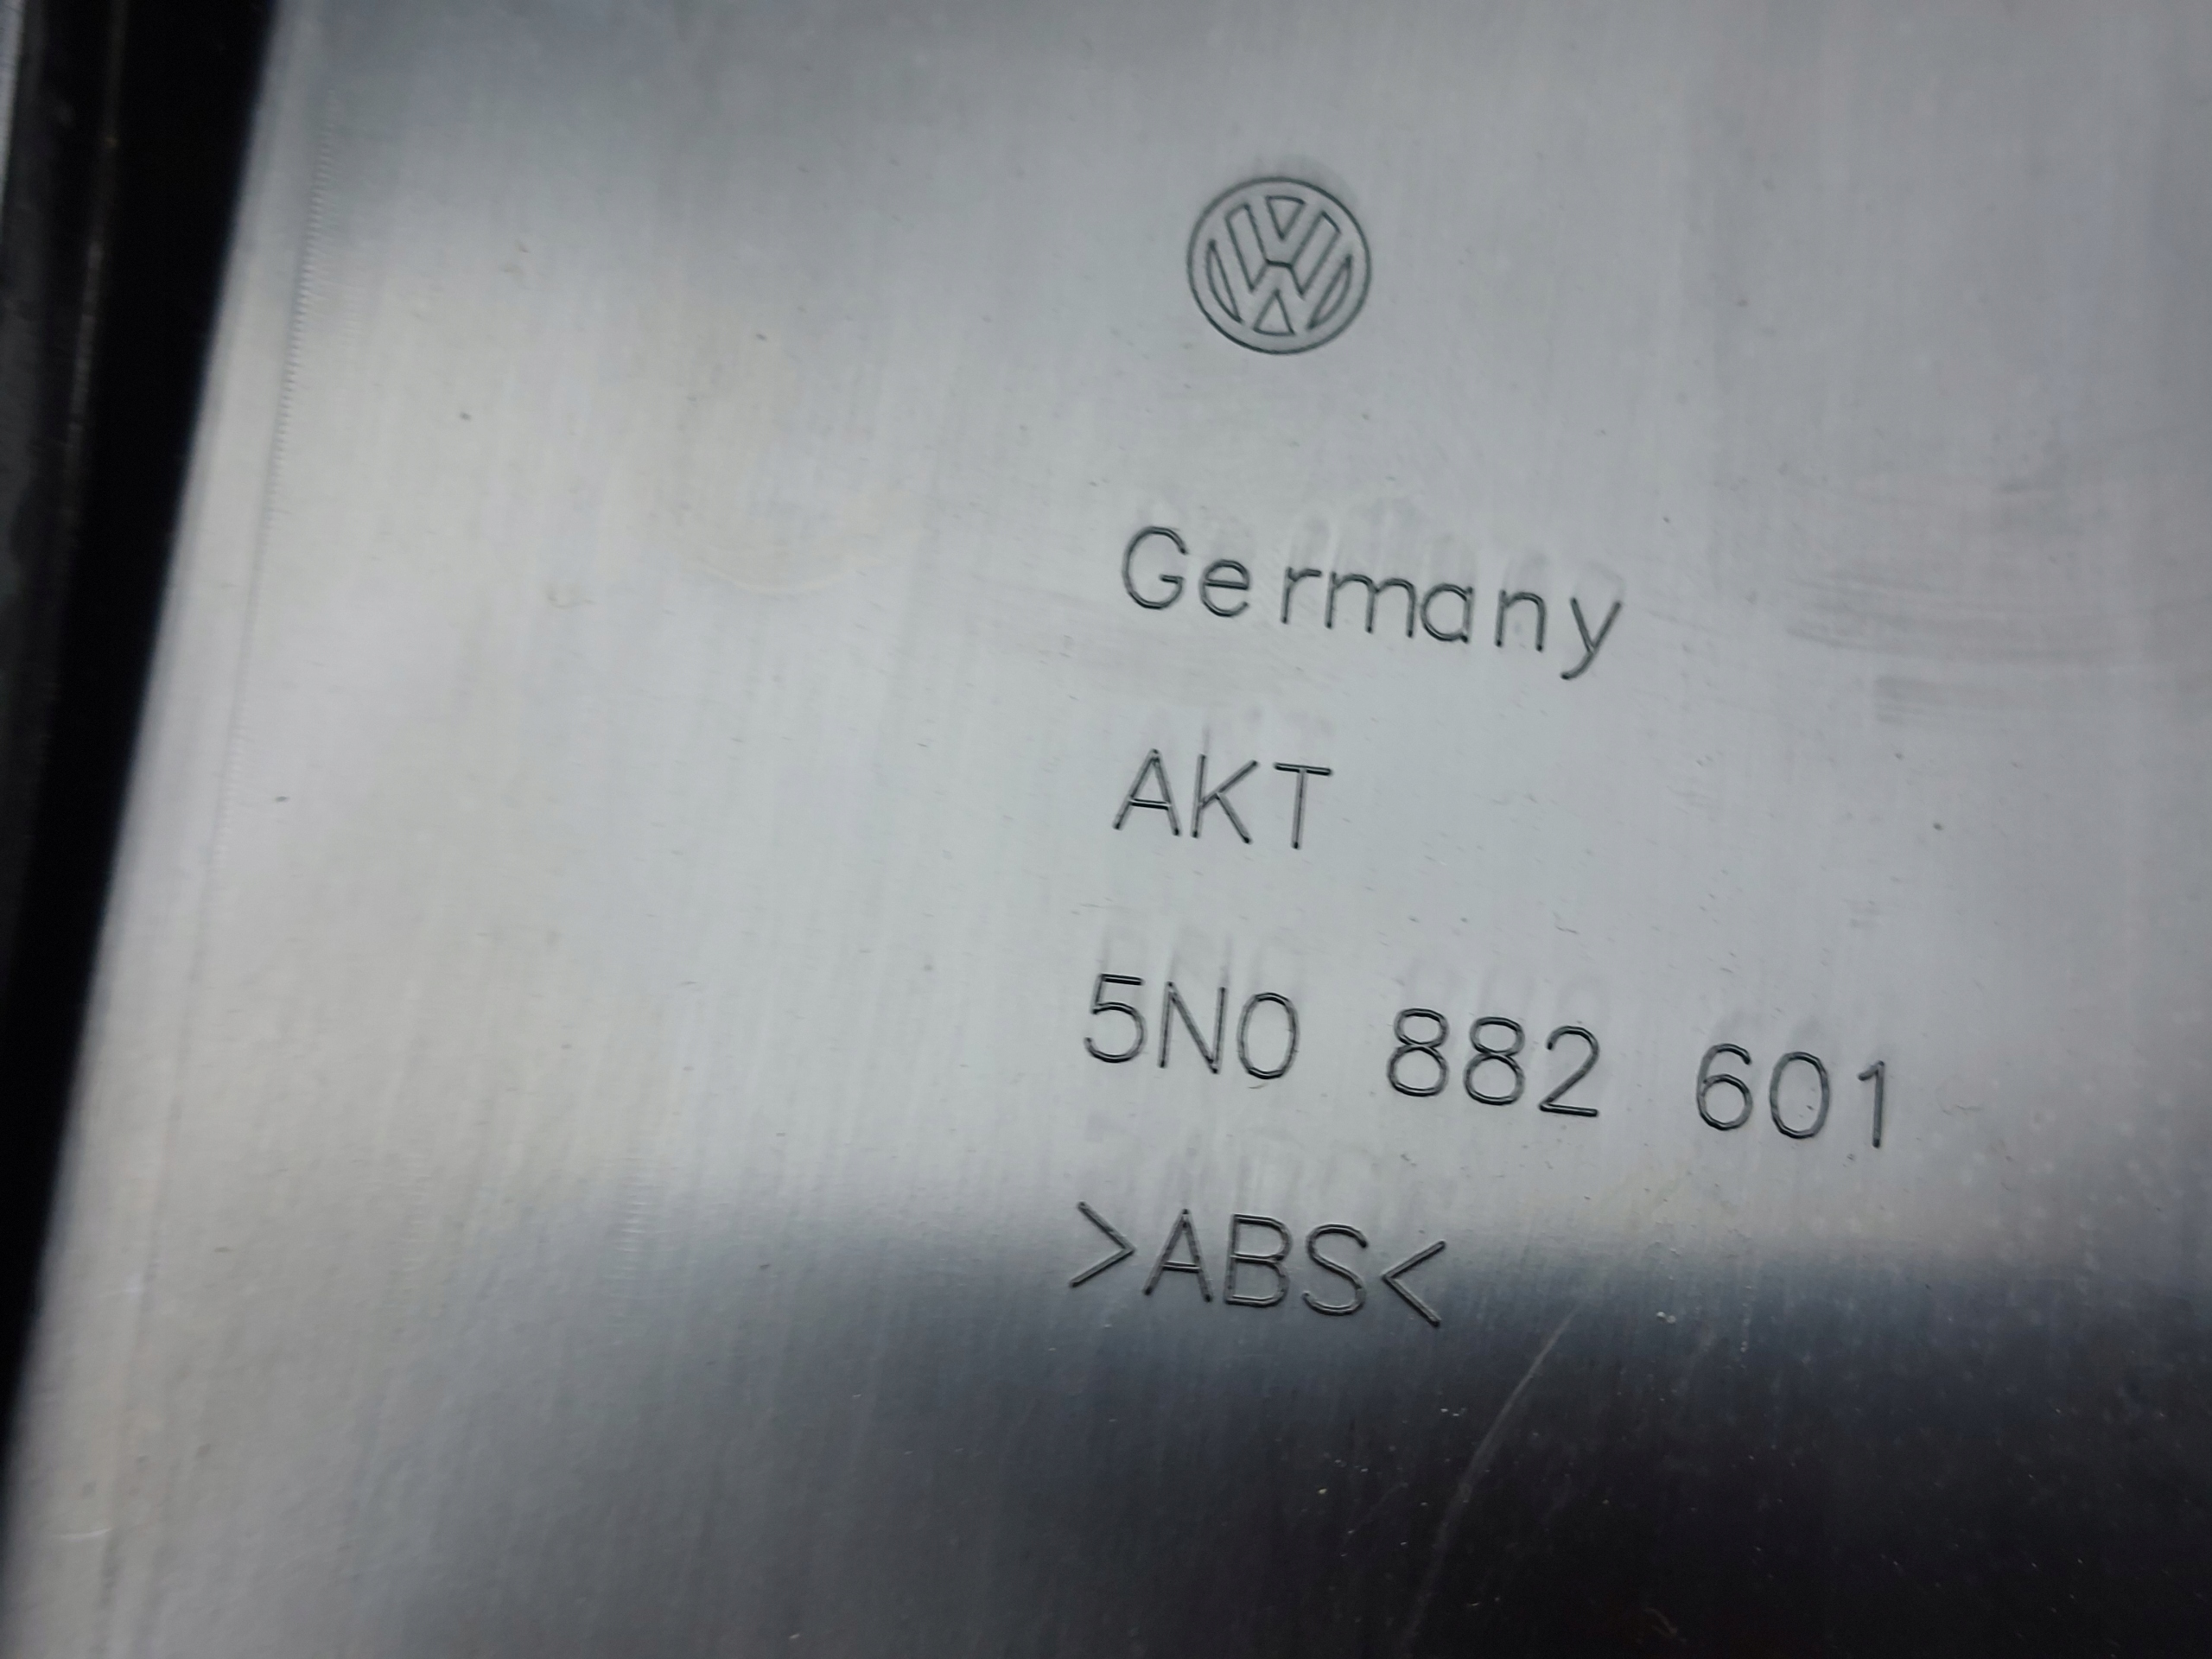 Germany
AKT
5N0 882 601
>ABS<